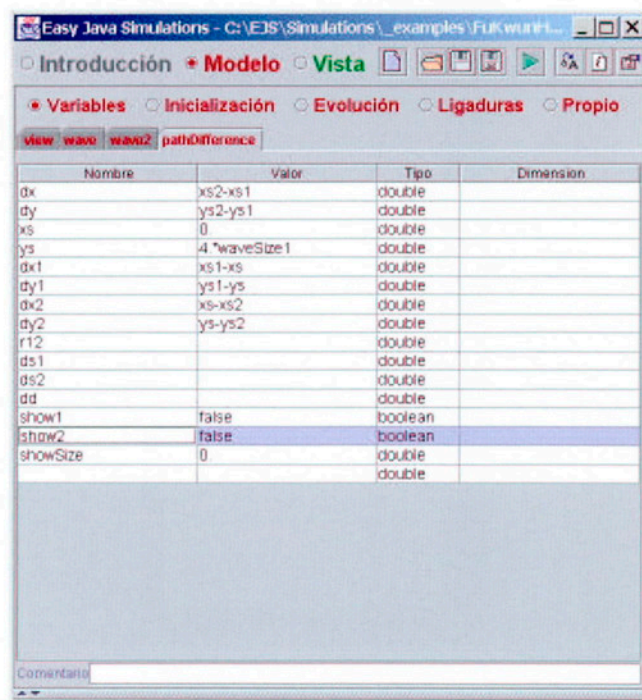 Easy Java Simulations - C:\EJS\Simulations\_examples\FuKwunH...
Introducción Modelo Vista
Variables Inicialización Evolución Ligaduras Propio
view wave wave2 pathDifference
Nombre Valor Tipo Dimension
dx xs2-xs1 double
dy ys2-ys1 double
xs 0. double
ys 4.*waveSize1 double
dx1 xs1-xs double
dy1 ys1-ys double
dx2 xs-xs2 double
dy2 ys-ys2 double
r12 double
ds1 double
ds2 double
dd double
show1 false boolean
show2 false boolean
showSize 0. double
double
Comentario